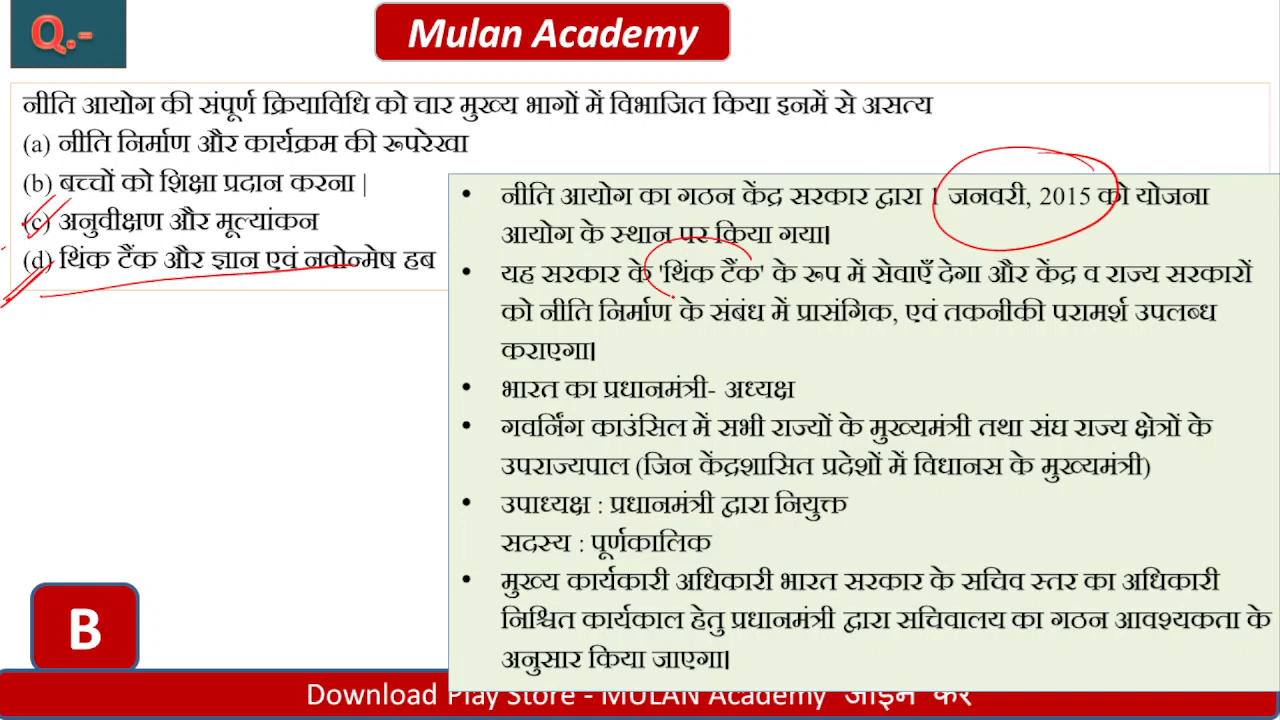 Q.-
Mulan Academy
नीति आयोग की संपूर्ण क्रियाविधि को चार मुख्य भागों में विभाजित किया इनमें से असत्य
(a) नीति निर्माण और कार्यक्रम की रूपरेखा
(b) बच्चों को शिक्षा प्रदान करना |
(c) अनुवीक्षण और मूल्यांकन
(d) थिंक टैंक और ज्ञान एवं नवोन्मेष हब
• नीति आयोग का गठन केंद्र सरकार द्वारा 1 जनवरी, 2015 को योजना
आयोग के स्थान पर किया गया।
• यह सरकार के 'थिंक टैंक' के रूप में सेवाएँ देगा और केंद्र व राज्य सरकारों
को नीति निर्माण के संबंध में प्रासंगिक, एवं तकनीकी परामर्श उपलब्ध
कराएगा।
• भारत का प्रधानमंत्री- अध्यक्ष
• गवर्निंग काउंसिल में सभी राज्यों के मुख्यमंत्री तथा संघ राज्य क्षेत्रों के
उपराज्यपाल (जिन केंद्रशासित प्रदेशों में विधानस के मुख्यमंत्री)
• उपाध्यक्ष : प्रधानमंत्री द्वारा नियुक्त
सदस्य : पूर्णकालिक
• मुख्य कार्यकारी अधिकारी भारत सरकार के सचिव स्तर का अधिकारी
निश्चित कार्यकाल हेतु प्रधानमंत्री द्वारा सचिवालय का गठन आवश्यकता के
अनुसार किया जाएगा।
B
Download Play Store - MULAN Academy